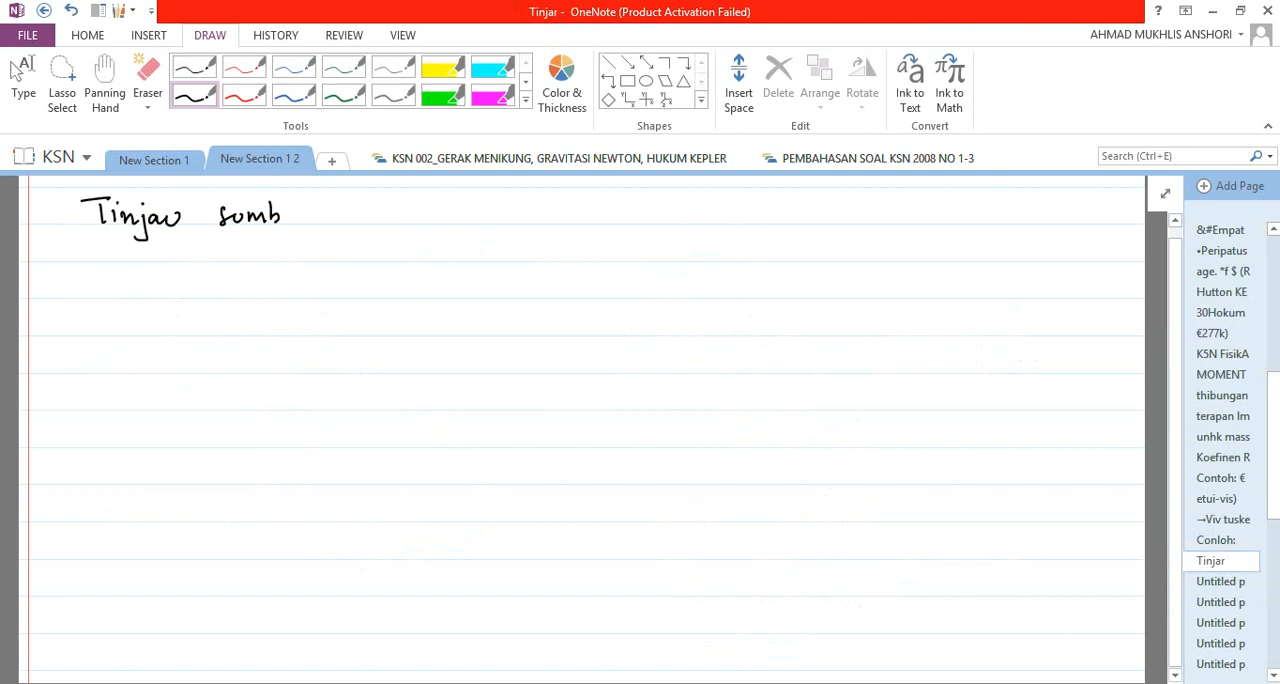 Tinjar - OneNote (Product Activation Failed)
FILE HOME INSERT DRAW HISTORY REVIEW VIEW AHMAD MUKHLIS ANSHORI
Type Lasso Select Panning Hand Eraser Color & Thickness Insert Space Delete Arrange Rotate Ink to Text Ink to Math
Tools Shapes Edit Convert
KSN New Section 1 New Section 1 2 KSN 002_GERAK MENIKUNG, GRAVITASI NEWTON, HUKUM KEPLER PEMBAHASAN SOAL KSN 2008 NO 1-3 Search (Ctrl+E)
Add Page
Tinjau sumb
&#Empat
•Peripatus
age. *f $ (R
Hutton KE
30Hokum
€277k)
K5N FisikA
MOMENT
thibungan
terapan Im
unhk mass
Koefinen R
Contoh: €
etui-vis)
→Viv tuske
Conloh:
Tinjar
Untitled p
Untitled p
Untitled p
Untitled p
Untitled p